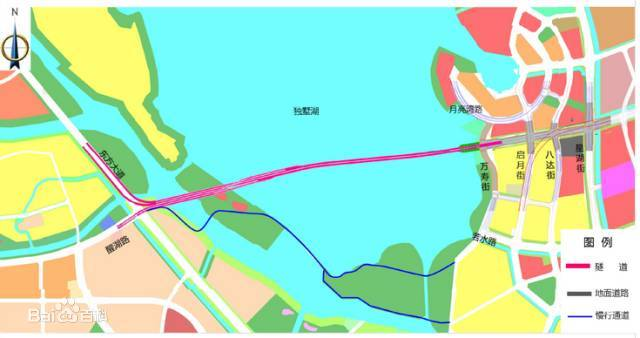 N
独墅湖
月亮湾路
东方大道
万寿街
启月街
八达街
星湖街
若水路
醒湖路
图 例
隧 道
地面道路
慢行通道
Bai百科